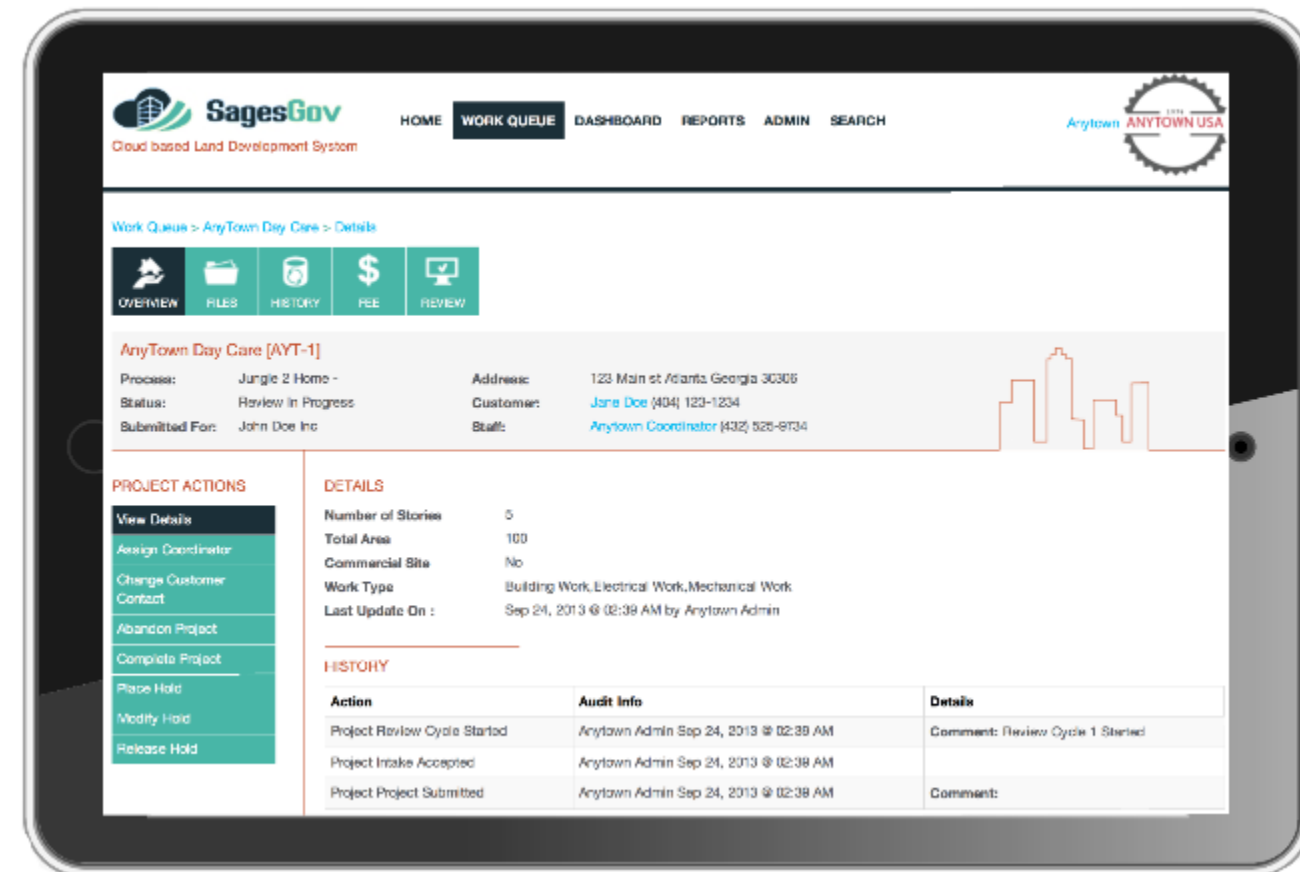 SagesGov
Cloud based Land Development System
HOME WORK QUEUE DASHBOARD REPORTS ADMIN SEARCH
Anytown
ANYTOWN USA
Work Queue > AnyTown Day Care > Details
OVERVIEW FILES HISTORY FEE REVIEW
AnyTown Day Care [AYT-1]
Process: Jungle 2 Home - Address: 123 Main st Atlanta Georgia 30306
Status: Review In Progress Customer: Jane Doe (404) 123-1234
Submitted For: John Doe Inc Staff: Anytown Coordinator (432) 526-9734
PROJECT ACTIONS
View Details
Assign Coordinator
Change Customer
Contact
Abandon Project
Complete Project
Place Hold
Modify Hold
Release Hold
DETAILS
Number of Stories 5
Total Area 100
Commercial Site No
Work Type Building Work,Electrical Work,Mechanical Work
Last Update On : Sep 24, 2013 @ 02:39 AM by Anytown Admin
HISTORY
Action Audit Info Details
Project Review Cycle Started Anytown Admin Sep 24, 2013 @ 02:39 AM Comment: Review Cycle 1 Started
Project Intake Accepted Anytown Admin Sep 24, 2013 @ 02:39 AM
Project Project Submitted Anytown Admin Sep 24, 2013 @ 02:39 AM Comment: